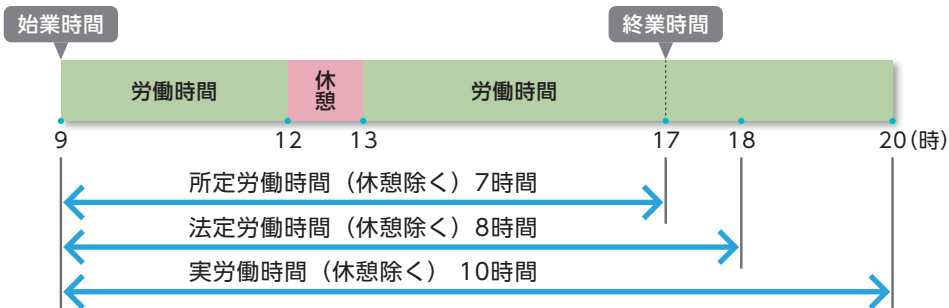 始業時間
終業時間
労働時間
休憩
労働時間
9
12
13
17
18
20(時)
所定労働時間（休憩除く）7時間
法定労働時間（休憩除く）8時間
実労働時間（休憩除く） 10時間